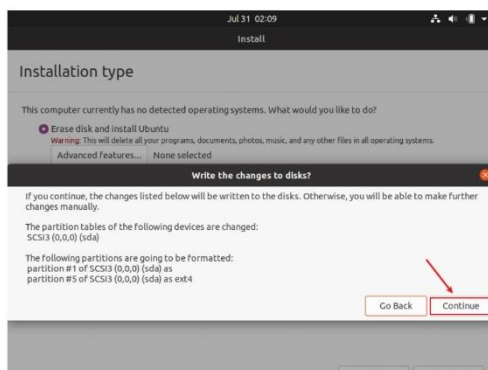 Jul 31 02:09
Install
Installation type
This computer currently has no detected operating systems. What would you like to do?
Erase disk and install Ubuntu
Warning: This will delete all your programs, documents, photos, music, and any other files in all operating systems.
Advanced features... None selected
Write the changes to disks?
If you continue, the changes listed below will be written to the disks. Otherwise, you will be able to make further
changes manually.
The partition tables of the following devices are changed:
SCSI3 (0,0,0) (sda)
The following partitions are going to be formatted:
partition #1 of SCSI3 (0,0,0) (sda) as
partition #5 of SCSI3 (0,0,0) (sda) as ext4
Go Back Continue